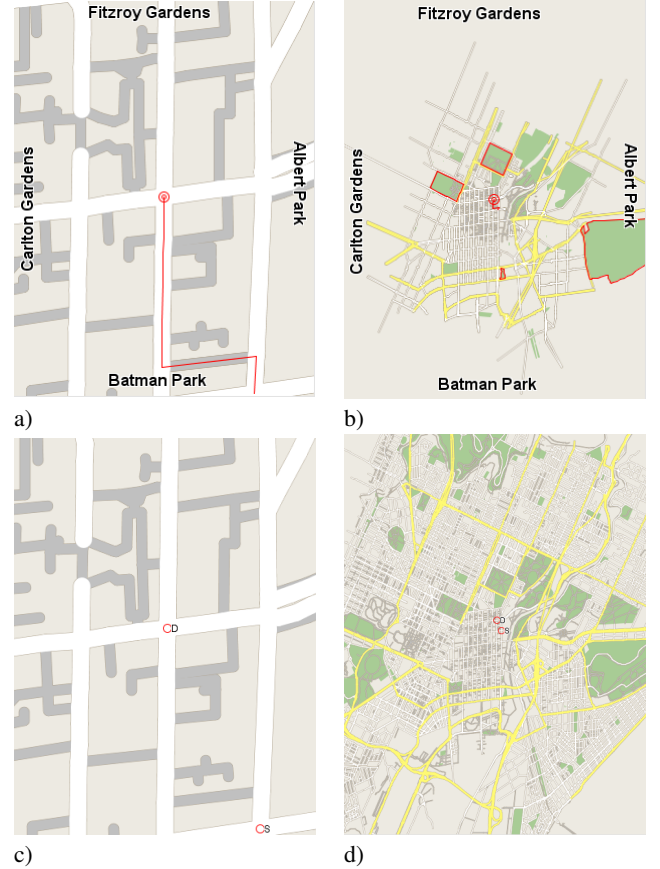 Fitzroy Gardens
Carlton Gardens
Albert Park
Batman Park
a)
Fitzroy Gardens
Carlton Gardens
Albert Park
Batman Park
b)
D
S
c)
D
S
d)